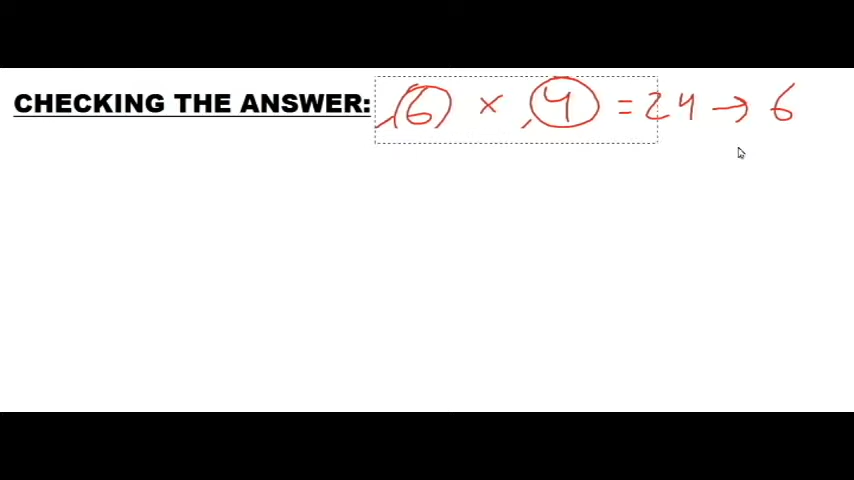 CHECKING THE ANSWER: 6 × 4 = 24 → 6